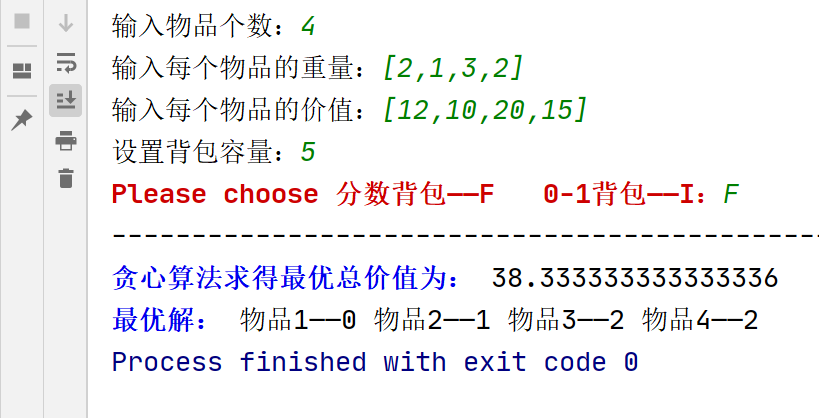 输入物品个数：4
输入每个物品的重量：[2,1,3,2]
输入每个物品的价值：[12,10,20,15]
设置背包容量：5
Please choose 分数背包——F   0-1背包——I：F
------------------------------------------------
贪心算法求得最优总价值为： 38.333333333333336
最优解： 物品1——0 物品2——1 物品3——2 物品4——2
Process finished with exit code 0